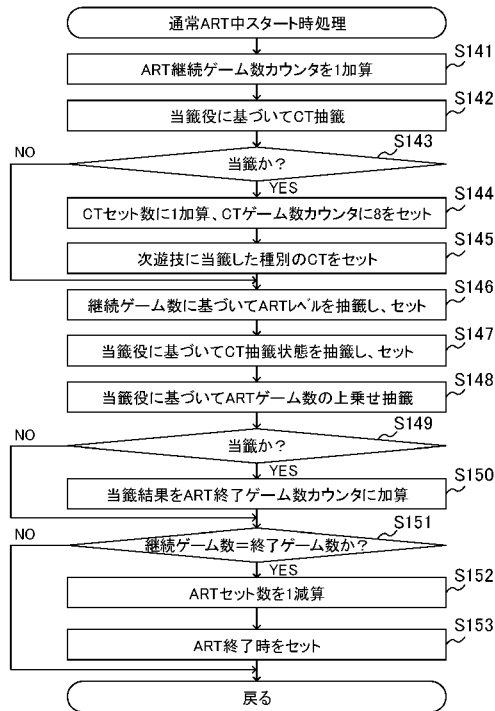 通常ART中スタート時処理
S141
ART継続ゲーム数カウンタを1加算
S142
当籤役に基づいてCT抽籤
S143
NO
当籤か?
YES
S144
CTセット数に1加算、CTゲーム数カウンタに8をセット
S145
次遊技に当籤した種別のCTをセット
S146
継続ゲーム数に基づいてARTレベルを抽籤し、セット
S147
当籤役に基づいてCT抽籤状態を抽籤し、セット
S148
当籤役に基づいてARTゲーム数の上乗せ抽籤
S149
NO
当籤か?
YES
S150
当籤結果をART終了ゲーム数カウンタに加算
S151
NO
継続ゲーム数=終了ゲーム数か?
YES
S152
ARTセット数を1減算
S153
ART終了時をセット
戻る